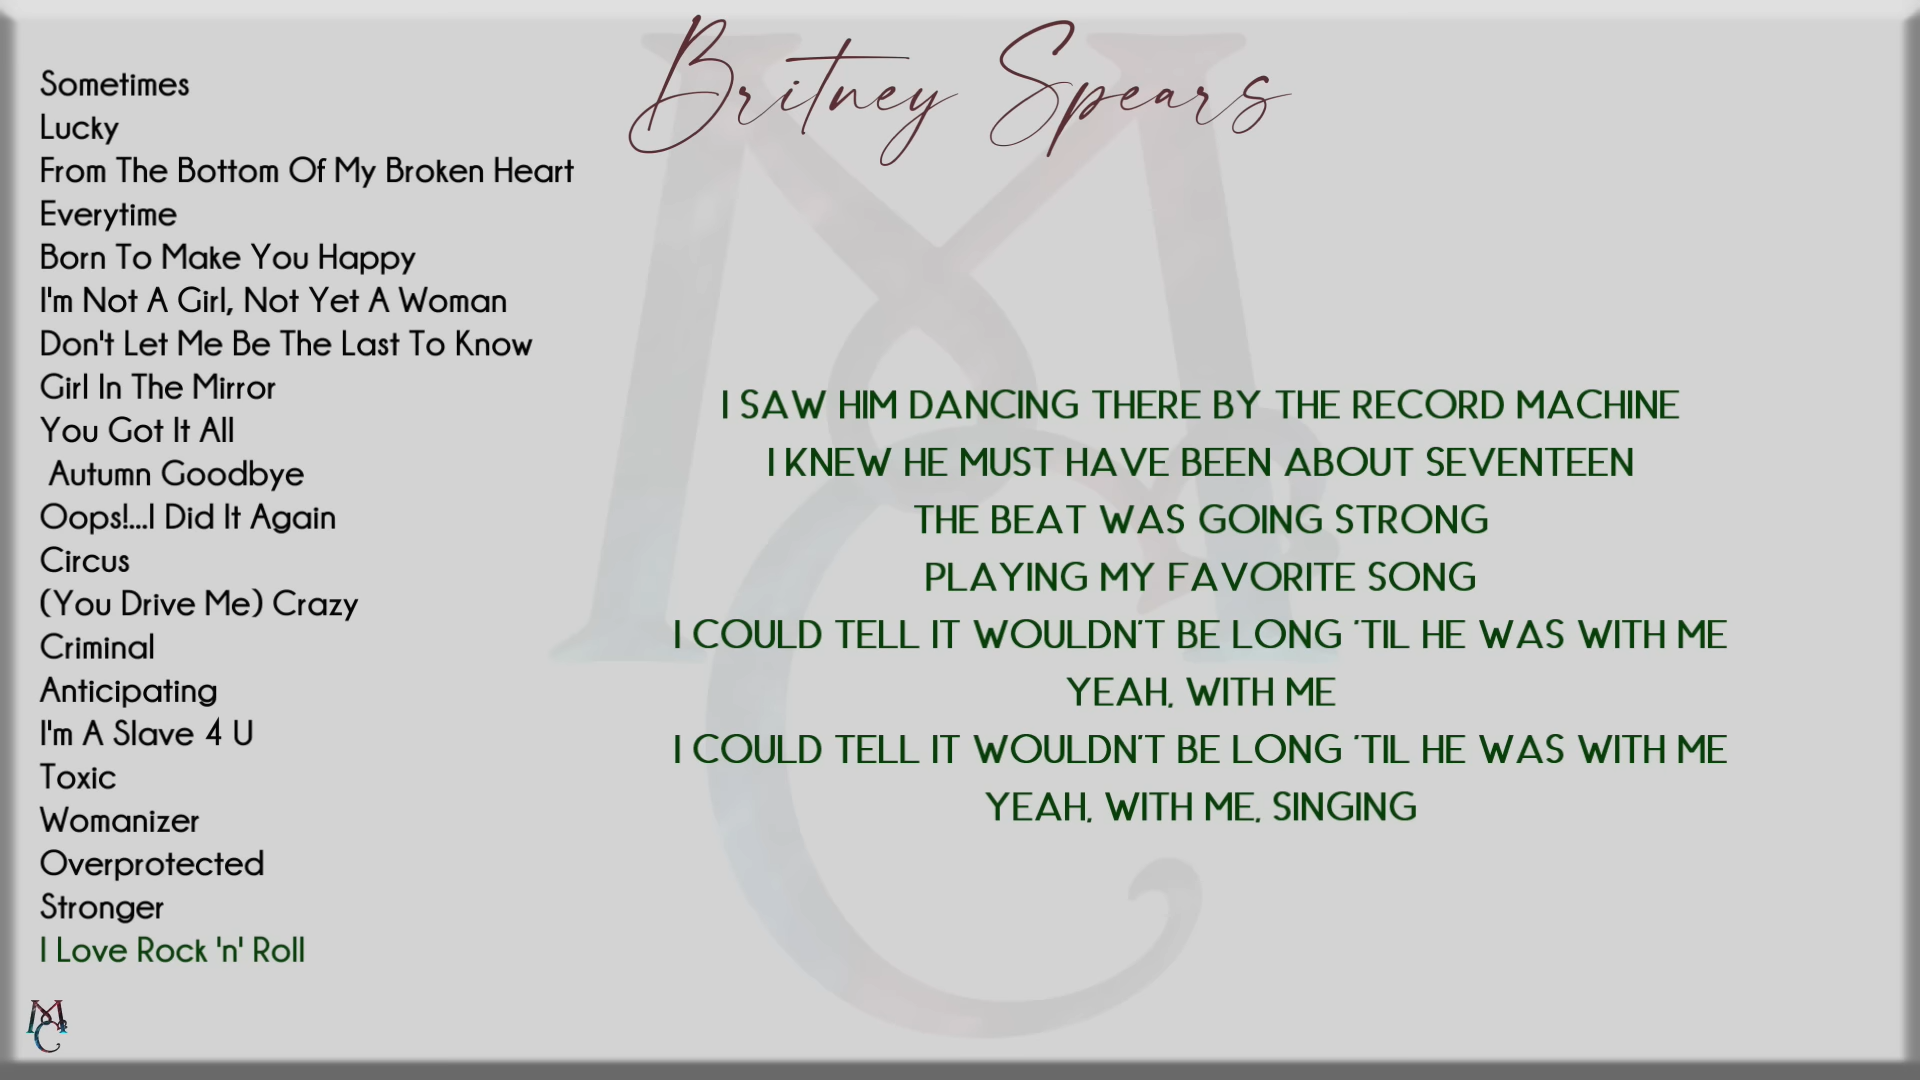 Britney Spears
Sometimes
Lucky
From The Bottom Of My Broken Heart
Everytime
Born To Make You Happy
I'm Not A Girl, Not Yet A Woman
Don't Let Me Be The Last To Know
Girl In The Mirror
You Got It All
Autumn Goodbye
Oops!...I Did It Again
Circus
(You Drive Me) Crazy
Criminal
Anticipating
I'm A Slave 4 U
Toxic
Womanizer
Overprotected
Stronger
I Love Rock 'n' Roll
I SAW HIM DANCING THERE BY THE RECORD MACHINE
I KNEW HE MUST HAVE BEEN ABOUT SEVENTEEN
THE BEAT WAS GOING STRONG
PLAYING MY FAVORITE SONG
I COULD TELL IT WOULDN'T BE LONG 'TIL HE WAS WITH ME
YEAH, WITH ME
I COULD TELL IT WOULDN'T BE LONG 'TIL HE WAS WITH ME
YEAH, WITH ME, SINGING